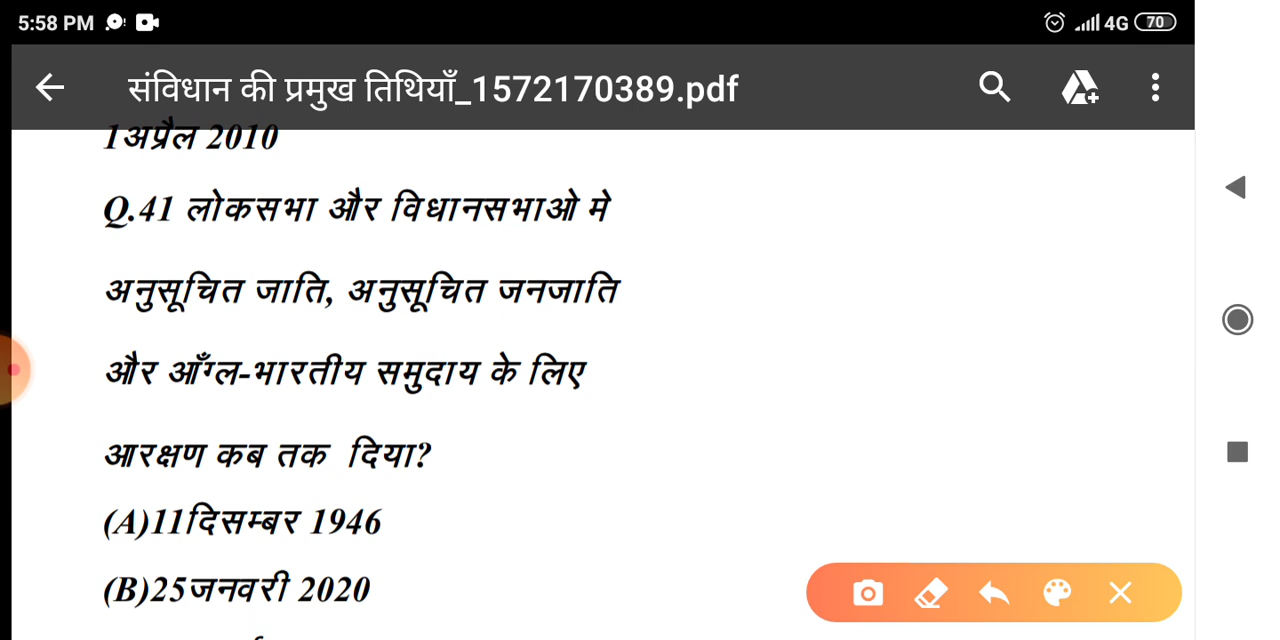 5:58 PM 4G 70
संविधान की प्रमुख तिथियाँ_1572170389.pdf
1अप्रैल 2010
Q.41 लोकसभा और विधानसभाओ मे
अनुसूचित जाति, अनुसूचित जनजाति
और आँग्ल-भारतीय समुदाय के लिए
आरक्षण कब तक दिया?
(A)11दिसम्बर 1946
(B)25जनवरी 2020